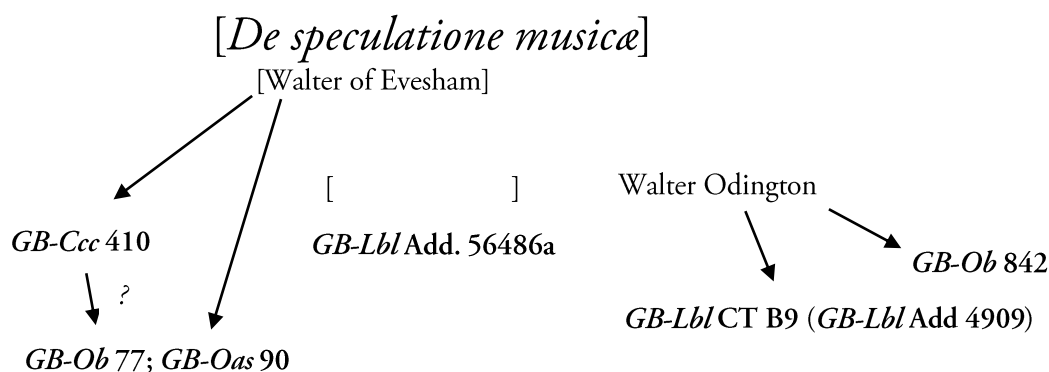 [De speculatione musicæ]
[Walter of Evesham]
[ ]
Walter Odington
GB-Ccc 410
GB-Lbl Add. 56486a
GB-Ob 842
?
GB-Lbl CT B9 (GB-Lbl Add 4909)
GB-Ob 77; GB-Oas 90